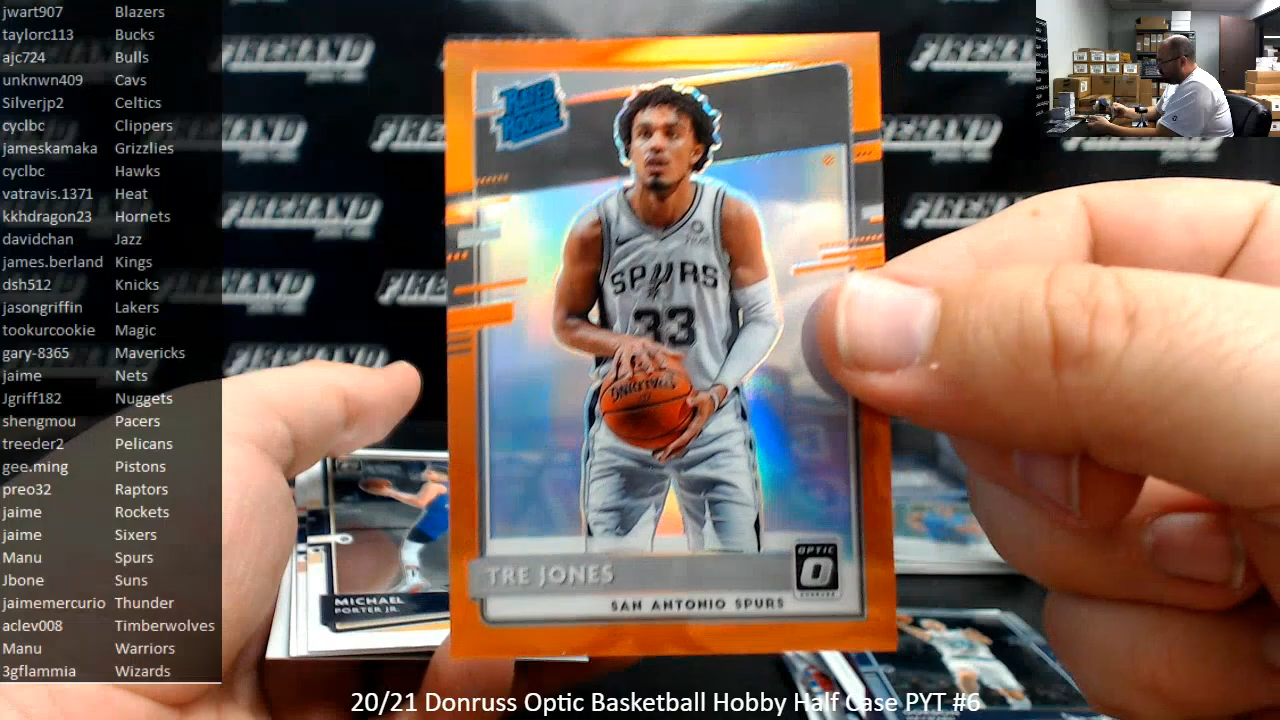 jwart907 Blazers
taylorc113 Bucks
ajc724 Bulls
unknwn409 Cavs
Silverjp2 Celtics
cyclbc Clippers
jameskamaka Grizzlies
cyclbc Hawks
vatravis.1371 Heat
kkhdragon23 Hornets
davidchan Jazz
james.berland Kings
dsh512 Knicks
jasongriffin Lakers
tookurcookie Magic
gary-8365 Mavericks
jaime Nets
Jgriff182 Nuggets
shengmou Pacers
treeder2 Pelicans
gee.ming Pistons
preo32 Raptors
jaime Rockets
jaime Sixers
Manu Spurs
Jbone Suns
jaimemercurio Thunder
aclev008 Timberwolves
Manu Warriors
3gflammia Wizards
FIREHAND
FIREHAND
FIREHAND
FIREHAND
FIREHAND
RATED
ROOKIE
SPURS
33
OPTIC
TRE JONES
SAN ANTONIO SPURS
MICHAEL
PORTER JR.
20/21 Donruss Optic Basketball Hobby Half Case PYT #6